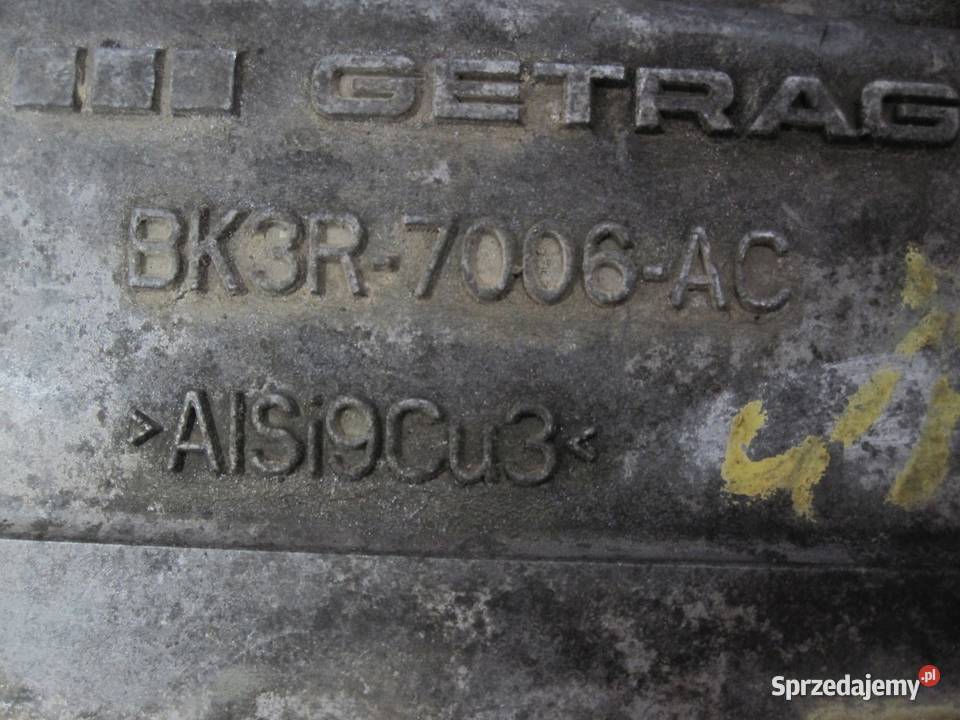 GETRAG
BK3R-7006-AC
>AlSi9Cu3<
Sprzedajemy.pl